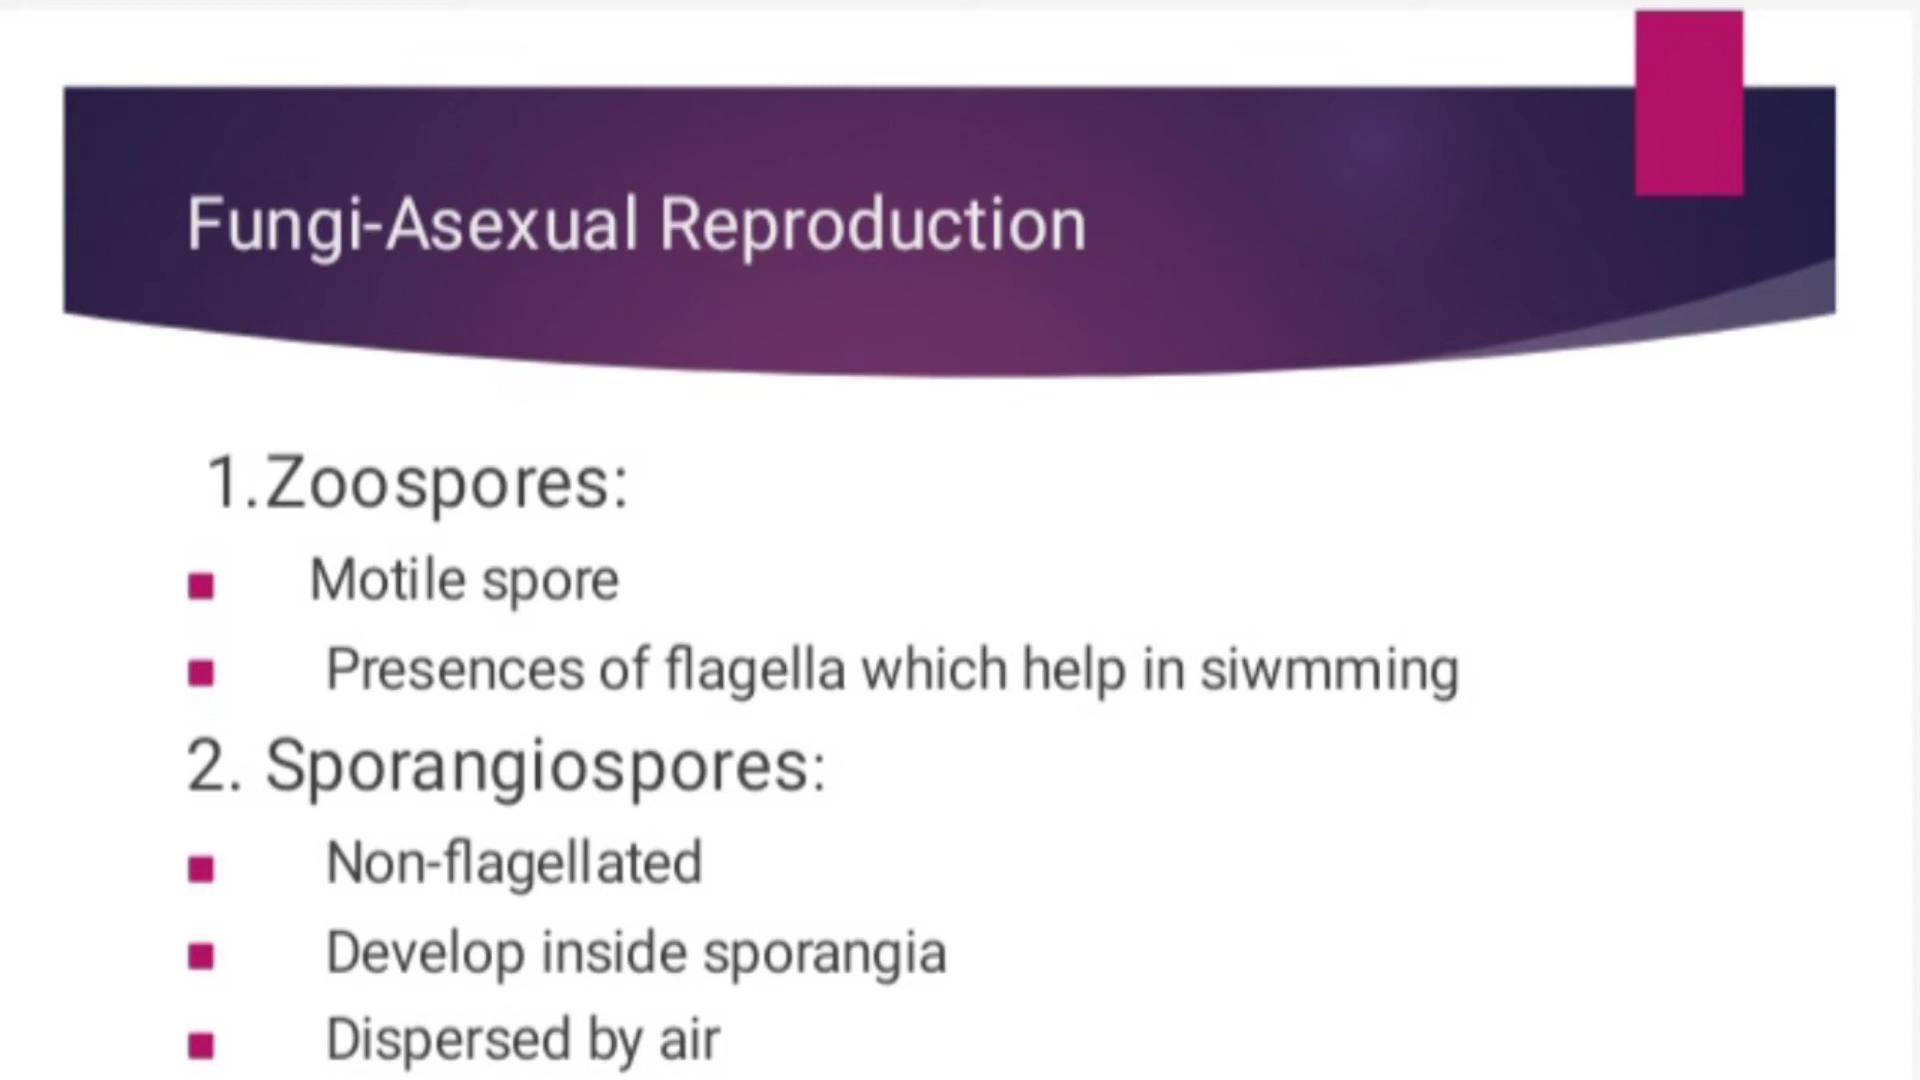 Fungi-Asexual Reproduction
1.Zoospores:
Motile spore
Presences of flagella which help in siwmming
2. Sporangiospores:
Non-flagellated
Develop inside sporangia
Dispersed by air